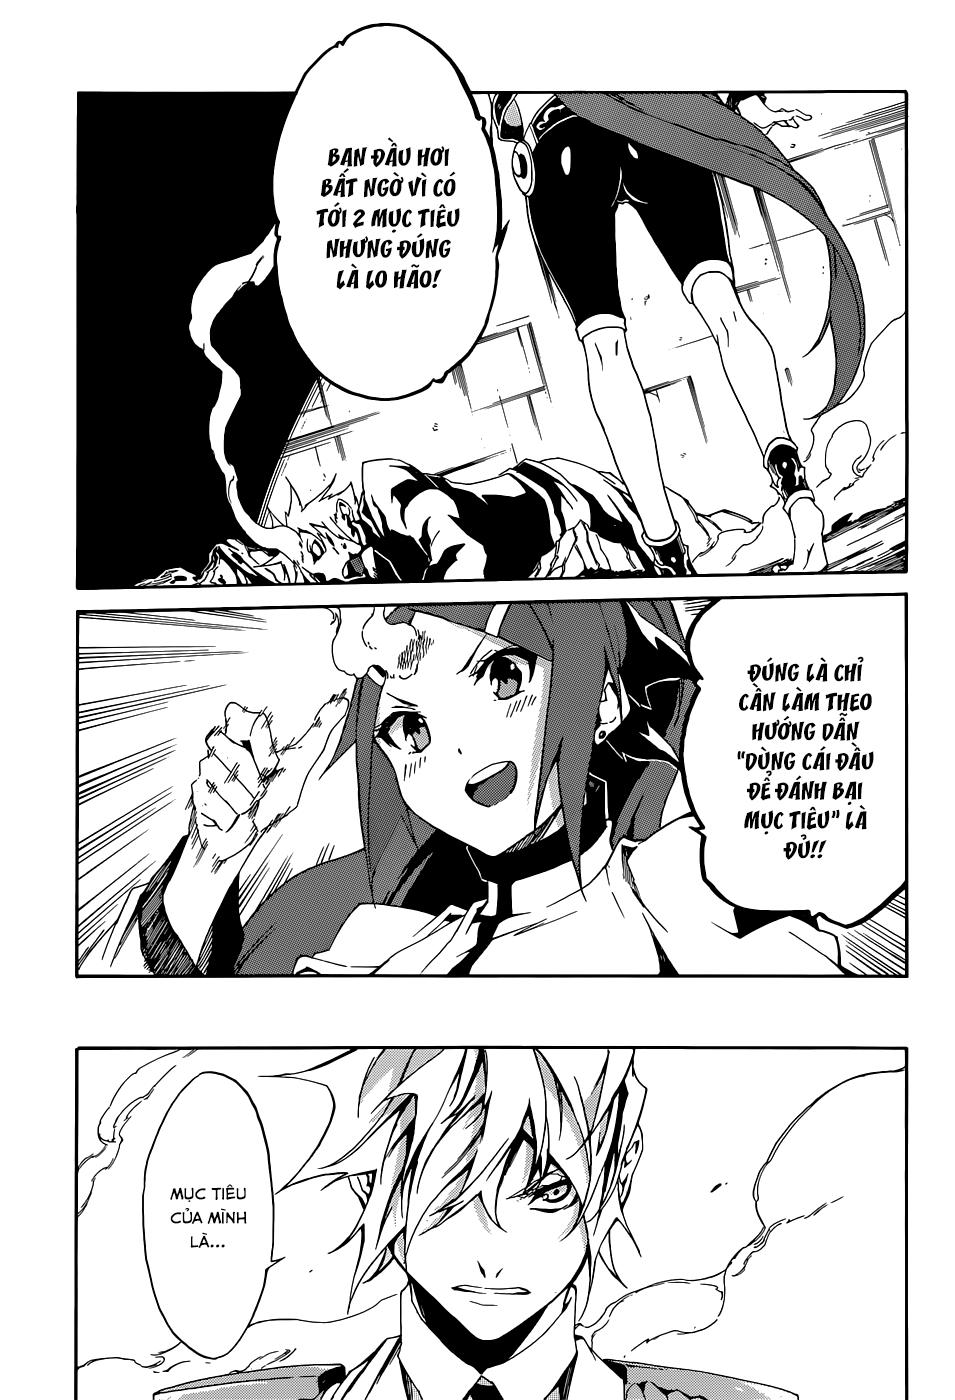 BAN ĐẦU HƠI
BẤT NGỜ VÌ CÓ
TỚI 2 MỤC TIÊU
NHƯNG ĐÚNG
LÀ LO HÃO!
ĐÚNG LÀ CHỈ
CẦN LÀM THEO
HƯỚNG DẪN
"DÙNG CÁI ĐẦU
ĐỂ ĐÁNH BẠI
MỤC TIÊU" LÀ
ĐỦ!!
MỤC TIÊU
CỦA MÌNH
LÀ...